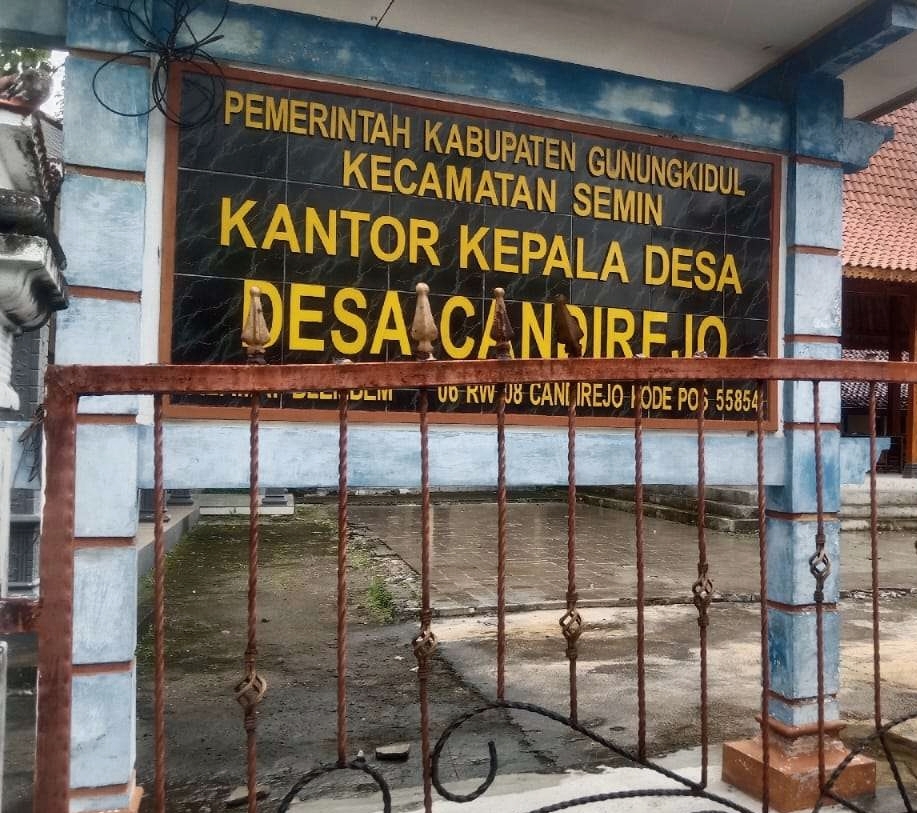 PEMERINTAH KABUPATEN GUNUNGKIDUL
KECAMATAN SEMIN
KANTOR KEPALA DESA
DESA CANDIREJO
06 RW 08 CANDIREJO KODE POS 55854